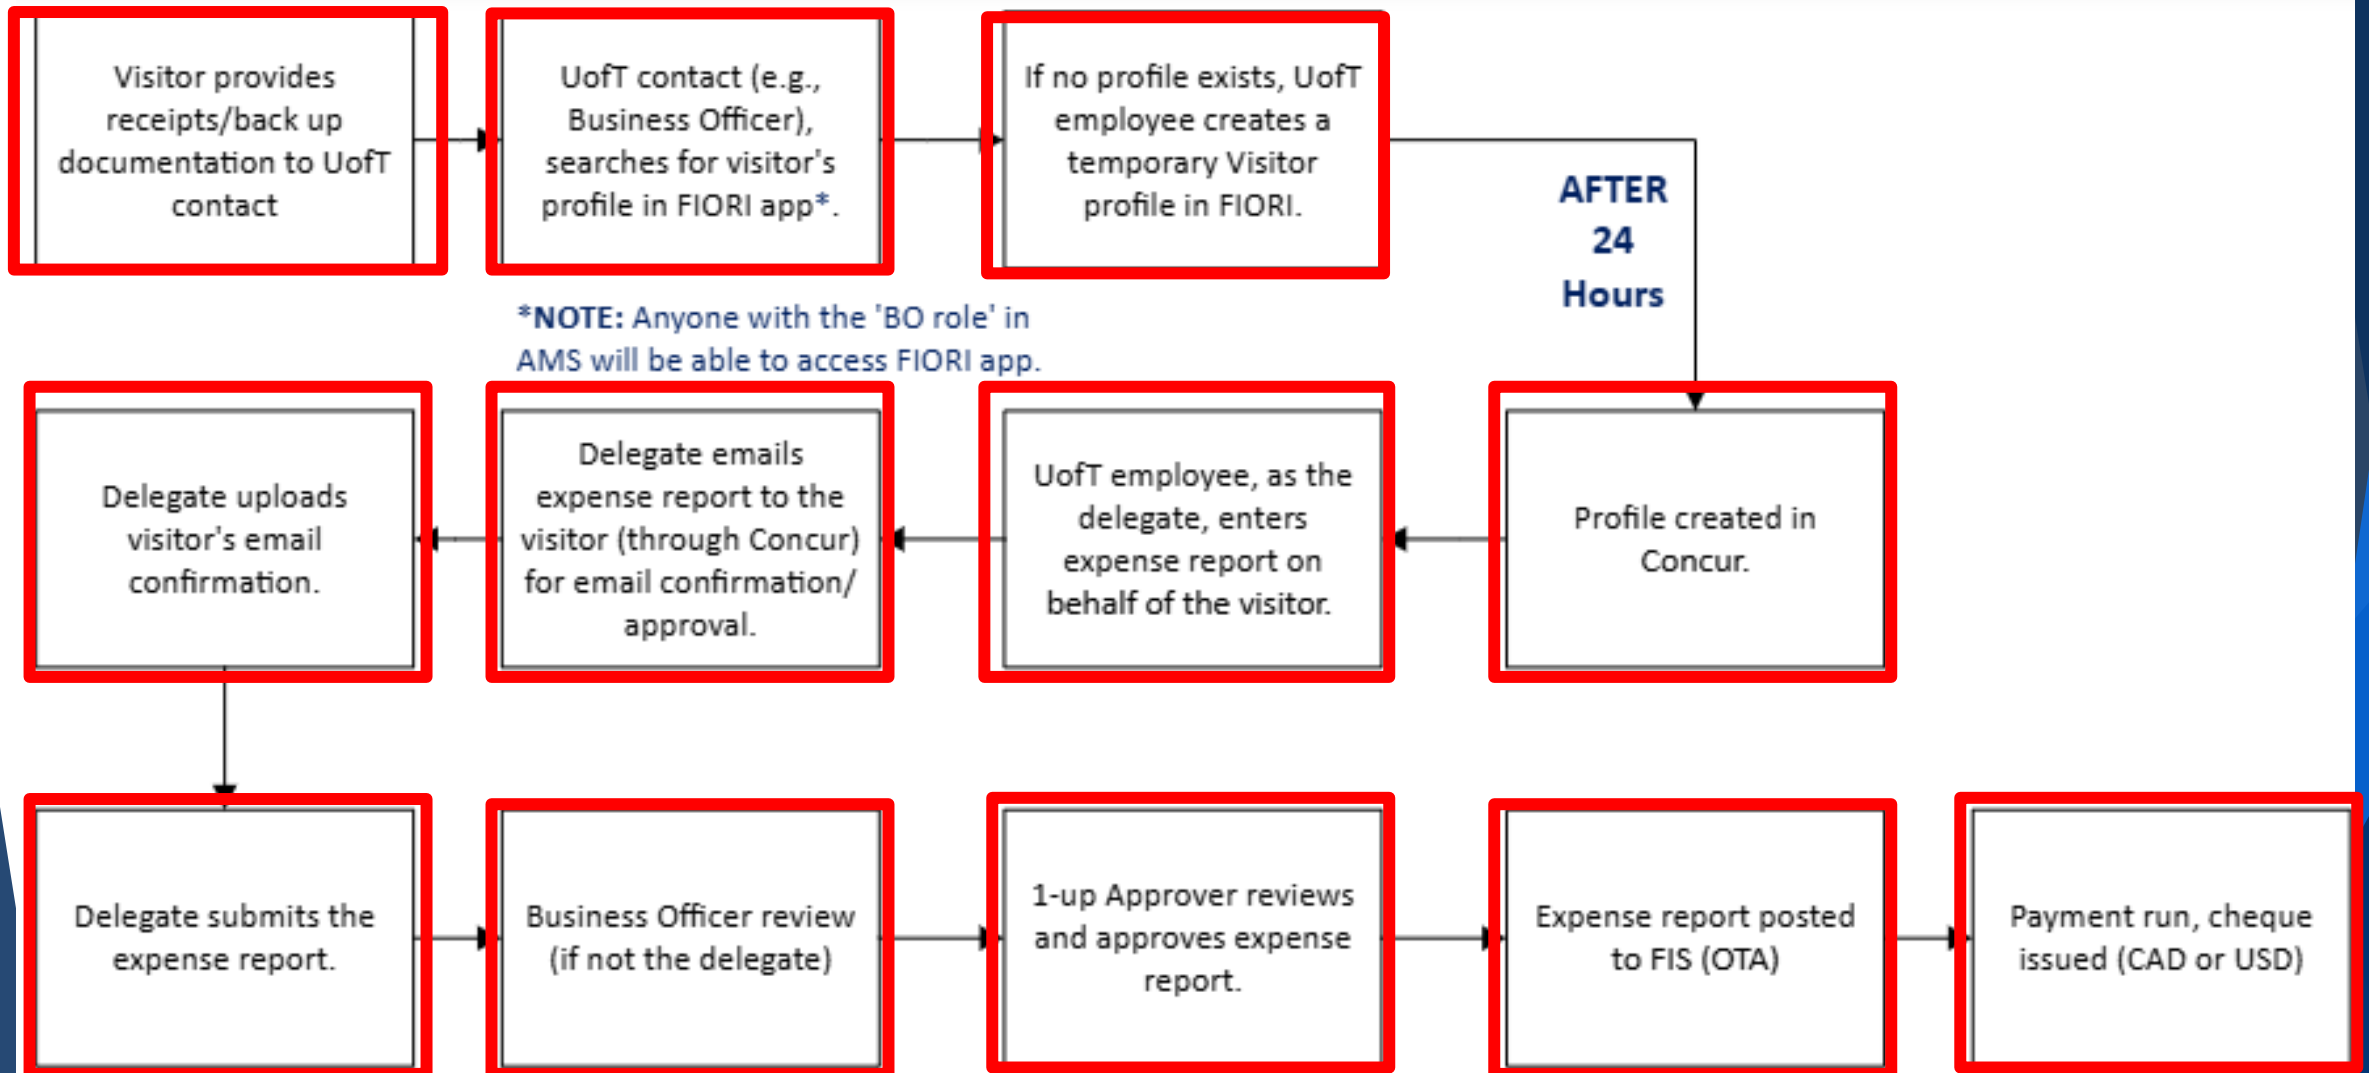 Visitor provides
receipts/back up
documentation to UofT
contact
UofT contact (e.g.,
Business Officer),
searches for visitor's
profile in FIORI app*.
If no profile exists, UofT
employee creates a
temporary Visitor
profile in FIORI.
AFTER
24
Hours
*NOTE: Anyone with the 'BO role' in
AMS will be able to access FIORI app.
Profile created in
Concur.
UofT employee, as the
delegate, enters
expense report on
behalf of the visitor.
Delegate emails
expense report to the
visitor (through Concur)
for email confirmation/
approval.
Delegate uploads
visitor's email
confirmation.
Delegate submits the
expense report.
Business Officer review
(if not the delegate)
1-up Approver reviews
and approves expense
report.
Expense report posted
to FIS (OTA)
Payment run, cheque
issued (CAD or USD)